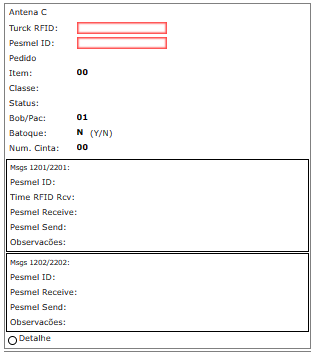 Antena C
Turck RFID:
Pesmel ID:
Pedido
Item: 00
Classe:
Status:
Bob/Pac: 01
Batoque: N (Y/N)
Num. Cinta: 00
Msgs 1201/2201:
Pesmel ID:
Time RFID Rcv:
Pesmel Receive:
Pesmel Send:
Observacões:
Msgs 1202/2202:
Pesmel ID:
Pesmel Receive:
Pesmel Send:
Observacões:
Detalhe